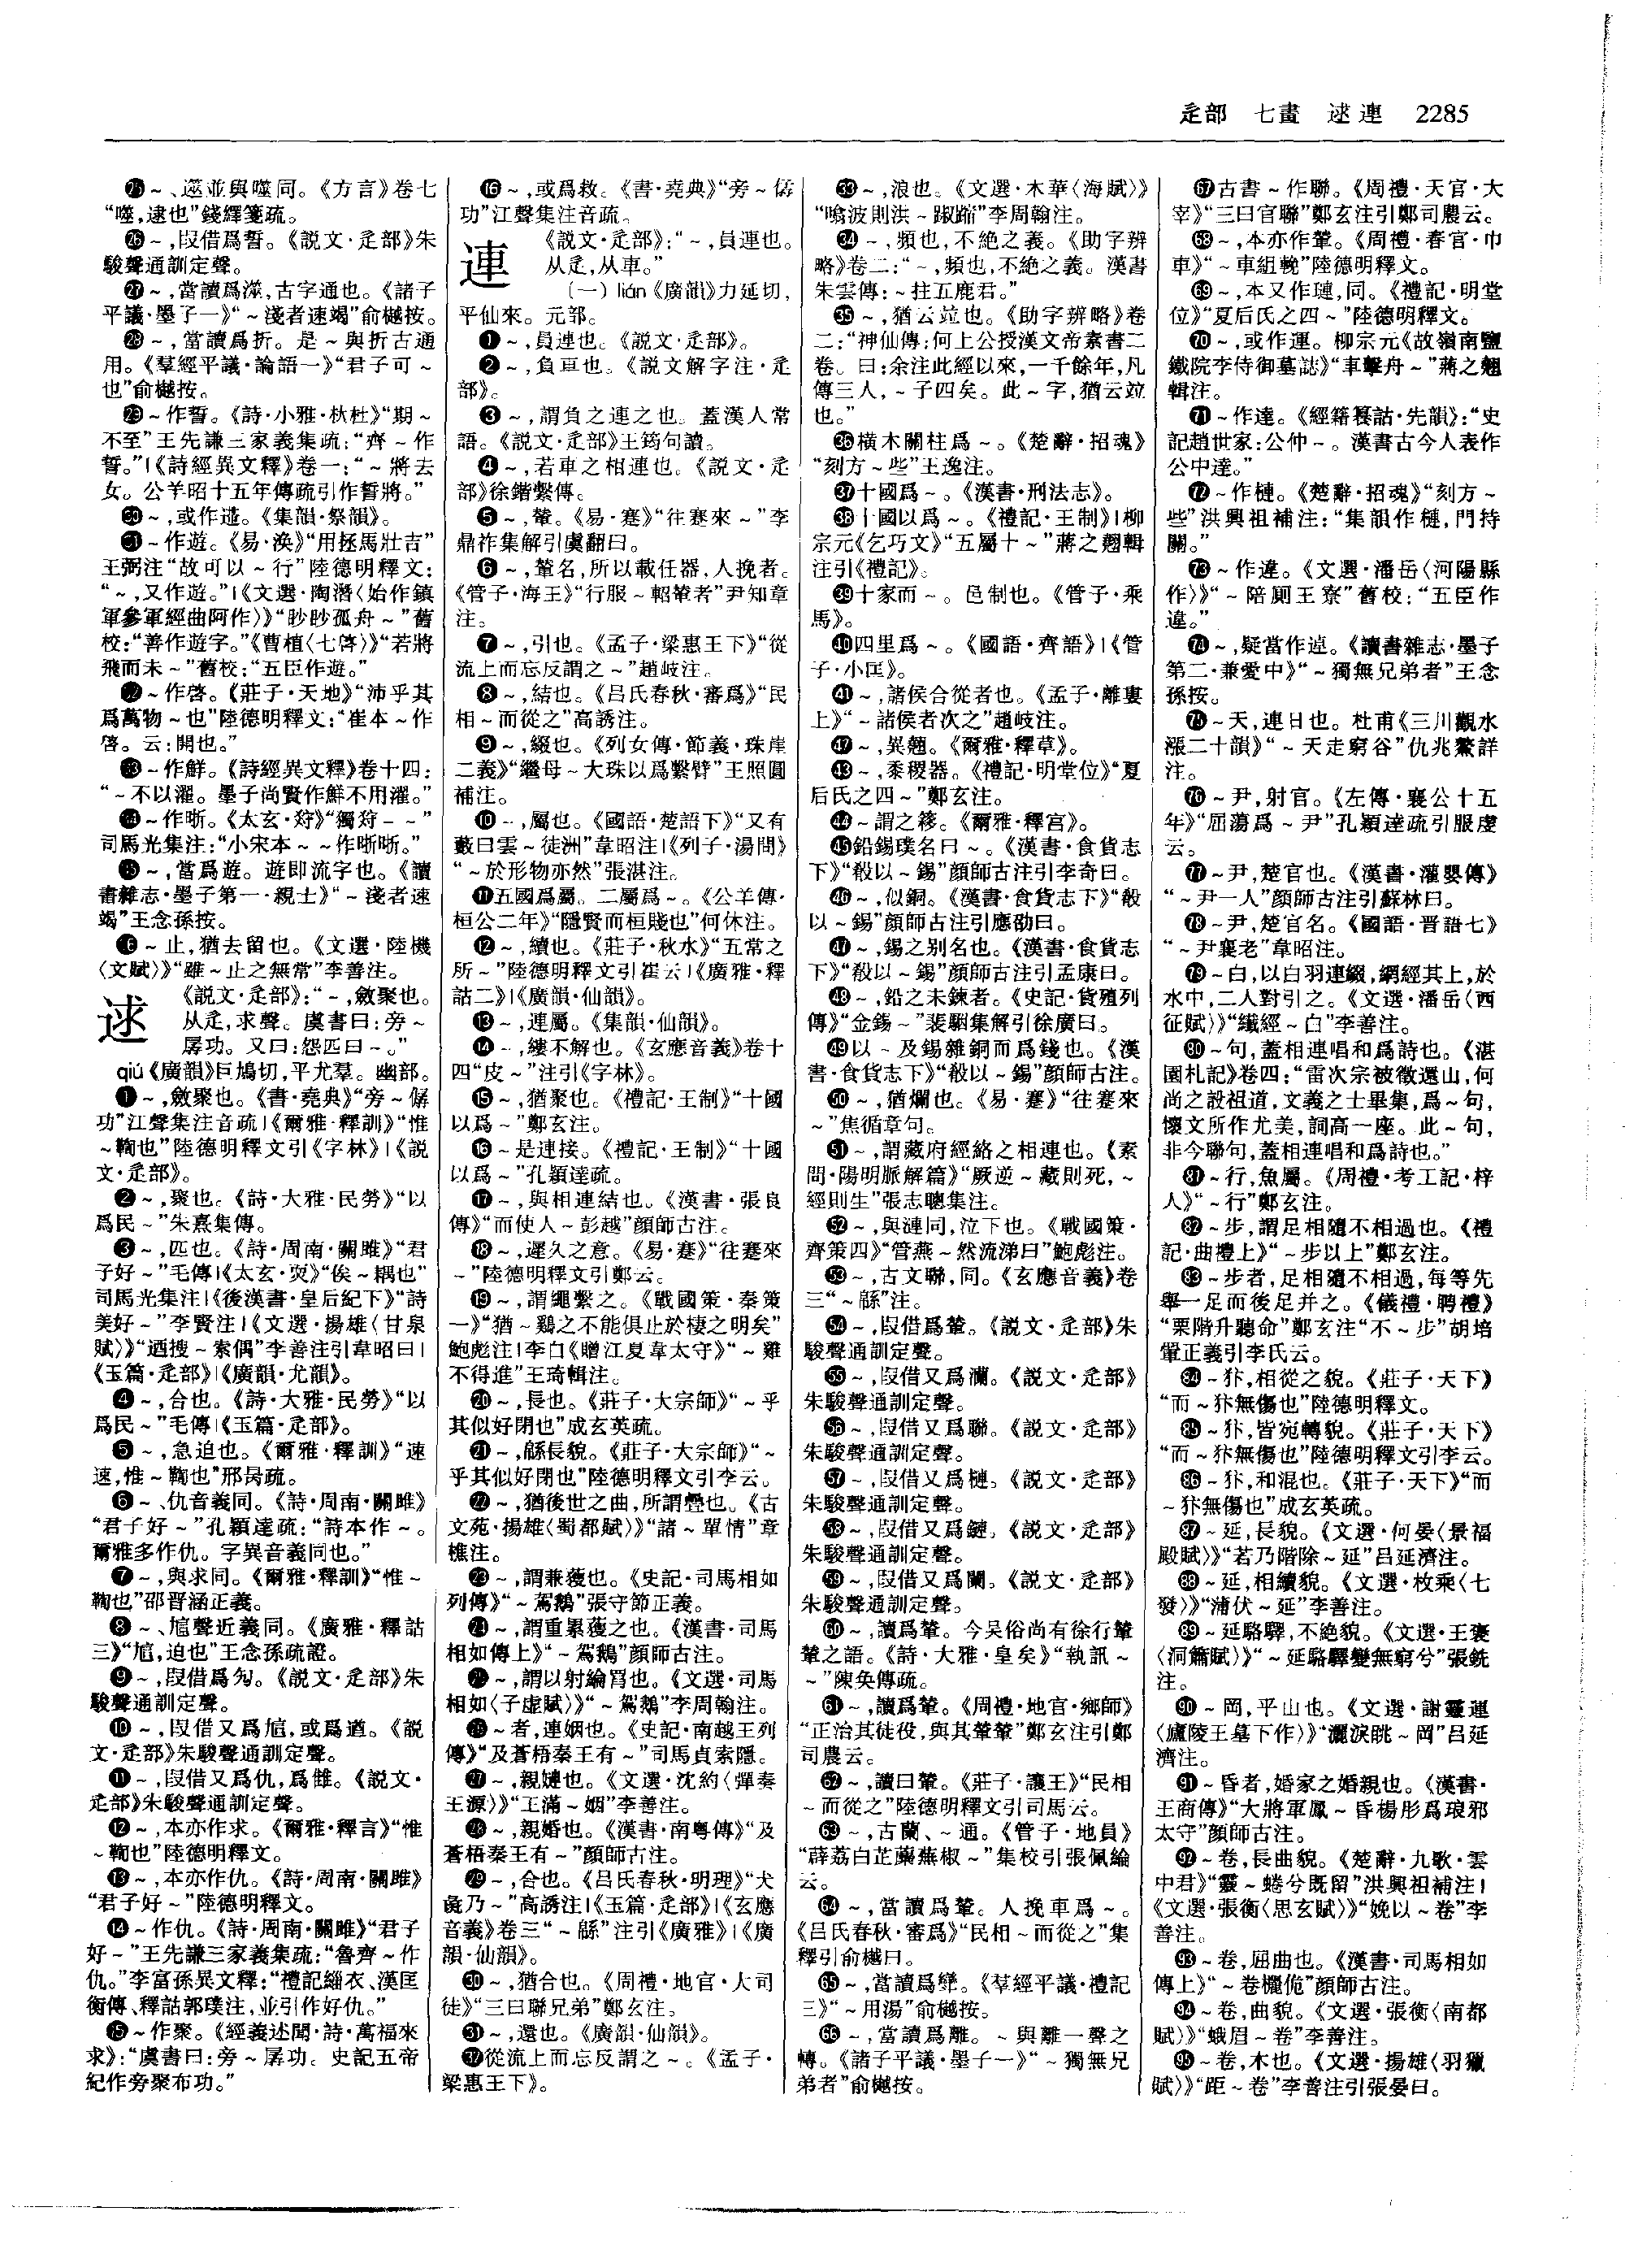 辵部　七畫　逑連　2285
㉕～、遾並與噬同。《方言》卷七
“噬,逮也”錢繹箋疏。
㉖～,叚借爲誓。《説文·辵部》朱
駿聲通訓定聲。
㉗～,當讀爲澨,古字通也。《諸子
平議·墨子一》“～淺者速竭”俞樾按。
㉘～,當讀爲折。是～與折古通
用。《羣經平議·論語一》“君子可～
也”俞樾按。
㉙～作誓。《詩·小雅·杕杜》“期～
不至”王先謙三家義集疏:“齊～作
誓。”|《詩經異文釋》卷一:“～將去
女。公羊昭十五年傳疏引作誓將。”
㉚～,或作遾。《集韻·祭韻》。
㉛～作遊。《易·渙》“用拯馬壯吉”
王弼注“故可以～行”陸德明釋文:
“～,又作遊。”|《文選·陶潛〈始作鎮
軍參軍經曲阿作〉》“眇眇孤舟～”舊
校:“善作遊字。”《曹植〈七啓〉》“若將
飛而未～”舊校:“五臣作遊。”
㉜～作啓。《莊子·天地》“沛乎其
爲萬物～也”陸德明釋文:“崔本～作
啓。云:開也。”
㉝～作鮮。《詩經異文釋》卷十四:
“～不以濯。墨子尚賢作鮮不用濯。”
㉞～作晣。《太玄·狩》“獨狩～～”
司馬光集注:“小宋本～～作晣晣。”
㉟～,當爲遊。遊即流字也。《讀
書雜志·墨子第一·親士》“～淺者速
竭”王念孫按。
㊱～止,猶去留也。《文選·陸機
〈文賦〉》“雖～止之無常”李善注。
逑
《説文·辵部》:“～,斂聚也。
从辵,求聲。虞書曰:旁～
孱功。又曰:怨匹曰～。”
qiú《廣韻》巨鳩切,平尤羣。幽部。
❶～,斂聚也。《書·堯典》“旁～孱
功”江聲集注音疏|《爾雅·釋訓》“惟
～鞫也”陸德明釋文引《字林》|《説
文·辵部》。
❷～,聚也。《詩·大雅·民勞》“以
爲民～”朱熹集傳。
❸～,匹也。《詩·周南·關雎》“君
子好～”毛傳|《太玄·耎》“俟～耦也”
司馬光集注|《後漢書·皇后紀下》“詩
美好～”李賢注|《文選·揚雄〈甘泉
賦〉》“迺搜～索偶”李善注引韋昭曰|
《玉篇·辵部》|《廣韻·尤韻》。
❹～,合也。《詩·大雅·民勞》“以
爲民～”毛傳|《玉篇·辵部》。
❺～,急迫也。《爾雅·釋訓》“速
速,惟～鞫也”邢昺疏。
❻～、仇音義同。《詩·周南·關雎》
“君子好～”孔穎達疏:“詩本作～。
爾雅多作仇。字異音義同也。”
❼～,與求同。《爾雅·釋訓》“惟～
鞫也”邵晋涵正義。
❽～、訄聲近義同。《廣雅·釋詁
三》“訄,迫也”王念孫疏證。
❾～,叚借爲勼。《説文·辵部》朱
駿聲通訓定聲。
❿～,叚借又爲訄,或爲遒。《説
文·辵部》朱駿聲通訓定聲。
⓫～,叚借又爲仇,爲雔。《説文·
辵部》朱駿聲通訓定聲。
⓬～,本亦作求。《爾雅·釋言》“惟
～鞫也”陸德明釋文。
⓭～,本亦作仇。《詩·周南·關雎》
“君子好～”陸德明釋文。
⓮～作仇。《詩·周南·關雎》“君子
好～”王先謙三家義集疏:“魯齊～作
仇。”李富孫異文釋:“禮記緇衣、漢匡
衡傳、釋詁郭璞注,並引作好仇。”
⓯～作聚。《經義述聞·詩·萬福來
求》:“虞書曰:旁～孱功。史記五帝
紀作旁聚布功。”
⓰～,或爲救。《書·堯典》“旁～孱
功”江聲集注音疏。
連
《説文·辵部》:“～,員連也。
从辵,从車。”
(一) lián《廣韻》力延切,
平仙來。元部。
❶～,員連也。《説文·辵部》。
❷～,負車也。《説文解字注·辵
部》。
❸～,謂負之連之也。蓋漢人常
語。《説文·辵部》王筠句讀。
❹～,若車之相連也。《説文·辵
部》徐鍇繫傳。
❺～,輦。《易·蹇》“往蹇來～”李
鼎祚集解引虞翻曰。
❻～,輦名,所以載任器,人挽者。
《管子·海王》“行服～軺輂者”尹知章
注。
❼～,引也。《孟子·梁惠王下》“從
流上而忘反謂之～”趙岐注。
❽～,結也。《吕氏春秋·審爲》“民
相～而從之”高誘注。
❾～,綴也。《列女傳·節義·珠崖
二義》“繼母～大珠以爲繫臂”王照圓
補注。
❿～,屬也。《國語·楚語下》“又有
藪曰雲～徒洲”韋昭注|《列子·湯問》
“～於形物亦然”張湛注。
⓫五國爲屬。二屬爲～。《公羊傳·
桓公二年》“隱賢而桓賤也”何休注。
⓬～,續也。《莊子·秋水》“五常之
所～”陸德明釋文引崔云|《廣雅·釋
詁二》|《廣韻·仙韻》。
⓭～,連屬。《集韻·仙韻》。
⓮～,縷不解也。《玄應音義》卷十
四“皮～”注引《字林》。
⓯～,猶聚也。《禮記·王制》“十國
以爲～”鄭玄注。
⓰～是連接。《禮記·王制》“十國
以爲～”孔穎達疏。
⓱～,與相連結也。《漢書·張良
傳》“而使人～彭越”顔師古注。
⓲～,遲久之意。《易·蹇》“往蹇來
～”陸德明釋文引鄭云。
⓳～,謂繩繫之。《戰國策·秦策
一》“猶～鷄之不能俱止於棲之明矣”
鮑彪注|李白《贈江夏韋太守》“～雞
不得進”王琦輯注。
⓴～,長也。《莊子·大宗師》“～乎
其似好閉也”成玄英疏。
㉑～,緜長貌。《莊子·大宗師》“～
乎其似好閉也”陸德明釋文引李云。
㉒～,猶後世之曲,所謂疊也。《古
文苑·揚雄〈蜀都賦〉》“諸～單情”章
樵注。
㉓～,謂兼獲也。《史記·司馬相如
列傳》“～駕鵝”張守節正義。
㉔～,謂重累獲之也。《漢書·司馬
相如傳上》“～駕鵝”顔師古注。
㉕～,謂以射綸罥也。《文選·司馬
相如〈子虚賦〉》“～駕鵝”李周翰注。
㉖～者,連姻也。《史記·南越王列
傳》“及蒼梧秦王有～”司馬貞索隱。
㉗～,親媫也。《文選·沈約〈彈奏
王源〉》“王滿～姻”李善注。
㉘～,親婚也。《漢書·南粤傳》“及
蒼梧秦王有～”顔師古注。
㉙～,合也。《吕氏春秋·明理》“犬
彘乃～”高誘注|《玉篇·辵部》|《玄應
音義》卷三“～緜”注引《廣雅》|《廣
韻·仙韻》。
㉚～,猶合也。《周禮·地官·大司
徒》“三曰聯兄弟”鄭玄注。
㉛～,還也。《廣韻·仙韻》。
㉜從流上而忘反謂之～。《孟子·
梁惠王下》。
㉝～,浪也。《文選·木華〈海賦〉》
“噏波則洪～踧蹜”李周翰注。
㉞～,頻也,不絶之義。《助字辨
略》卷二:“～,頻也,不絶之義。漢書
朱雲傳:～拄五鹿君。”
㉟～,猶云竝也。《助字辨略》卷
二:“神仙傳:何上公授漢文帝素書二
卷。曰:余注此經以來,一千餘年,凡
傳三人,～子四矣。此～字,猶云竝
也。”
㊱横木關柱爲～。《楚辭·招魂》
“刻方～些”王逸注。
㊲十國爲～。《漢書·刑法志》。
㊳十國以爲～。《禮記·王制》|柳
宗元《乞巧文》“五屬十～”蔣之翹輯
注引《禮記》。
㊴十家而～。邑制也。《管子·乘
馬》。
㊵四里爲～。《國語·齊語》|《管
子·小匡》。
㊶～,諸侯合從者也。《孟子·離婁
上》“～諸侯者次之”趙岐注。
㊷～,異翹。《爾雅·釋草》。
㊸～,黍稷器。《禮記·明堂位》“夏
后氏之四～”鄭玄注。
㊹～謂之簃。《爾雅·釋宫》。
㊺鉛錫璞名曰～。《漢書·食貨志
下》“殽以～錫”顔師古注引李奇曰。
㊻～,似銅。《漢書·食貨志下》“殽
以～錫”顔師古注引應劭曰。
㊼～,錫之别名也。《漢書·食貨志
下》“殽以～錫”顔師古注引孟康曰。
㊽～,鉛之未鍊者。《史記·貨殖列
傳》“金錫～”裴駰集解引徐廣曰。
㊾以～及錫雜銅而爲錢也。《漢
書·食貨志下》“殽以～錫”顔師古注。
㊿～,猶爛也。《易·蹇》“往蹇來
～”焦循章句。
51～,謂藏府經絡之相連也。《素
問·陽明脈解篇》“厥逆～藏則死,～
經則生”張志聰集注。
52～,與漣同,泣下也。《戰國策·
齊策四》“管燕～然流涕曰”鮑彪注。
53～,古文聯,同。《玄應音義》卷
三“～緜”注。
54～,叚借爲輦。《説文·辵部》朱
駿聲通訓定聲。
55～,叚借又爲瀾。《説文·辵部》
朱駿聲通訓定聲。
56～,叚借又爲聯。《説文·辵部》
朱駿聲通訓定聲。
57～,叚借又爲槤。《説文·辵部》
朱駿聲通訓定聲。
58～,叚借又爲鏈。《説文·辵部》
朱駿聲通訓定聲。
59～,叚借又爲闌。《説文·辵部》
朱駿聲通訓定聲。
60～,讀爲輦。今吴俗尚有徐行輦
輦之語。《詩·大雅·皇矣》“執訊～
～”陳奂傳疏。
61～,讀爲輦。《周禮·地官·鄉師》
“正治其徒役,與其輂輦”鄭玄注引鄭
司農云。
62～,讀曰輦。《莊子·讓王》“民相
～而從之”陸德明釋文引司馬云。
63～,古蘭、～通。《管子·地員》
“薜荔白芷蘪蕪椒～”集校引張佩綸
云。
64～,當讀爲輦。人挽車爲～。
《吕氏春秋·審爲》“民相～而從之”集
釋引俞樾曰。
65～,當讀爲孿。《羣經平議·禮記
三》“～用湯”俞樾按。
66～,當讀爲離。～與離一聲之
轉。《諸子平議·墨子一》“～獨無兄
弟者”俞樾按。
67古書～作聯。《周禮·天官·大
宰》“三曰官聯”鄭玄注引鄭司農云。
68～,本亦作輦。《周禮·春官·巾
車》“～車組輓”陸德明釋文。
69～,本又作璉,同。《禮記·明堂
位》“夏后氏之四～”陸德明釋文。
70～,或作運。柳宗元《故嶺南鹽
鐵院李侍御墓誌》“車擊舟～”蔣之翹
輯注。
71～作達。《經籍籑詁·先韻》:“史
記趙世家:公仲～。漢書古今人表作
公中達。”
72～作槤。《楚辭·招魂》“刻方～
些”洪興祖補注:“集韻作槤,門持
關。”
73～作違。《文選·潘岳〈河陽縣
作〉》“～陪厠王寮”舊校:“五臣作
違。”
74～,疑當作逴。《讀書雜志·墨子
第二·兼愛中》“～獨無兄弟者”王念
孫按。
75～天,連日也。杜甫《三川觀水
漲二十韻》“～天走窮谷”仇兆鰲詳
注。
76～尹,射官。《左傳·襄公十五
年》“屈蕩爲～尹”孔穎達疏引服虔
云。
77～尹,楚官也。《漢書·灌嬰傳》
“～尹一人”顔師古注引蘇林曰。
78～尹,楚官名。《國語·晋語七》
“～尹襄老”韋昭注。
79～白,以白羽連綴,網經其上,於
水中,二人對引之。《文選·潘岳〈西
征賦〉》“纖經～白”李善注。
80～句,蓋相連唱和爲詩也。《湛
園札記》卷四:“雷次宗被徵還山,何
尚之設祖道,文義之士畢集,爲～句,
懷文所作尤美,詞高一座。此～句,
非今聯句,蓋相連唱和爲詩也。”
81～行,魚屬。《周禮·考工記·梓
人》“～行”鄭玄注。
82～步,謂足相隨不相過也。《禮
記·曲禮上》“～步以上”鄭玄注。
83～步者,足相隨不相過,每等先
舉一足而後足并之。《儀禮·聘禮》
“栗階升聽命”鄭玄注“不～步”胡培
翬正義引李氏云。
84～犿,相從之貌。《莊子·天下》
“而～犿無傷也”陸德明釋文。
85～犿,皆宛轉貌。《莊子·天下》
“而～犿無傷也”陸德明釋文引李云。
86～犿,和混也。《莊子·天下》“而
～犿無傷也”成玄英疏。
87～延,長貌。《文選·何晏〈景福
殿賦〉》“若乃階除～延”吕延濟注。
88～延,相續貌。《文選·枚乘〈七
發〉》“蒲伏～延”李善注。
89～延駱驛,不絶貌。《文選·王褒
〈洞簫賦〉》“～延駱驛變無窮兮”張銑
注。
90～岡,平山也。《文選·謝靈運
〈廬陵王墓下作〉》“灑淚眺～岡”吕延
濟注。
91～昏者,婚家之婚親也。《漢書·
王商傳》“大將軍鳳～昏楊肜爲琅邪
太守”顔師古注。
92～卷,長曲貌。《楚辭·九歌·雲
中君》“靈～蜷兮既留”洪興祖補注|
《文選·張衡〈思玄賦〉》“娩以～卷”李
善注。
93～卷,屈曲也。《漢書·司馬相如
傳上》“～卷欐佹”顔師古注。
94～卷,曲貌。《文選·張衡〈南都
賦〉》“蛾眉～卷”李善注。
95～卷,木也。《文選·揚雄〈羽獵
賦〉》“距～卷”李善注引張晏曰。